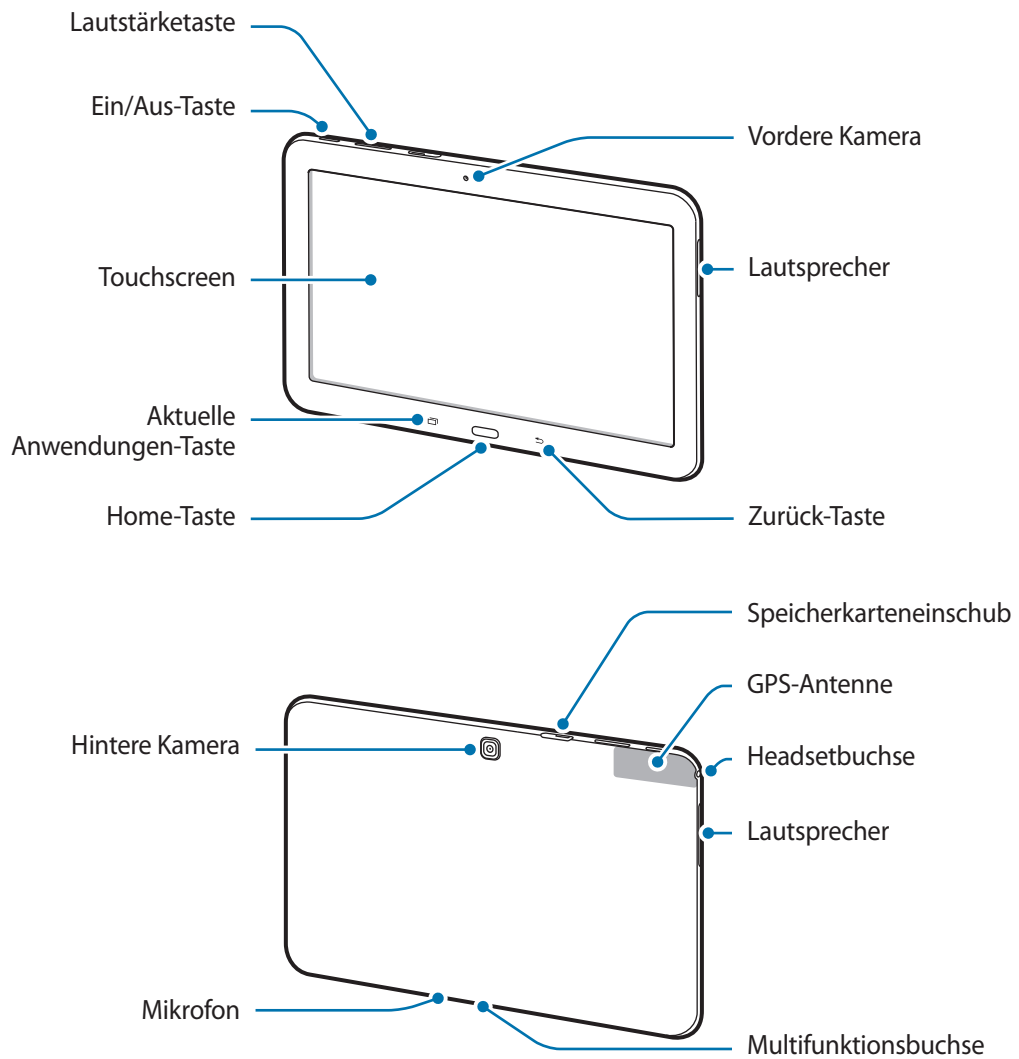 Lautstärketaste
Ein/Aus-Taste
Vordere Kamera
Touchscreen
Lautsprecher
Aktuelle
Anwendungen-Taste
Home-Taste
Zurück-Taste
Speicherkarteneinschub
GPS-Antenne
Hintere Kamera
Headsetbuchse
Lautsprecher
Mikrofon
Multifunktionsbuchse